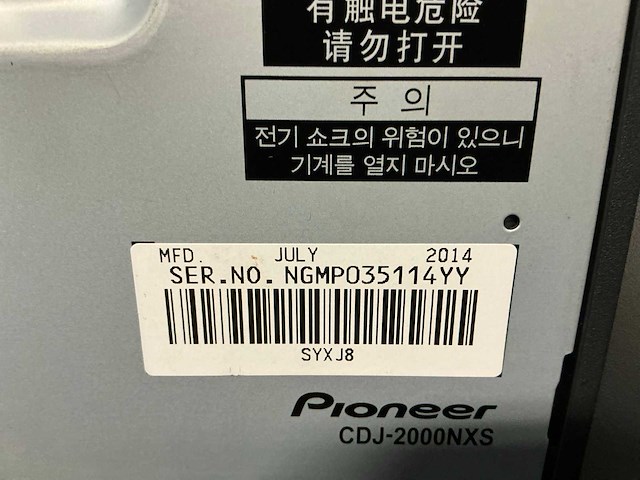 有触电危险
请勿打开
주 의
전기 쇼크의 위험이 있으니
기계를 열지 마시오
MFD. JULY 2014
SER.NO. NGMP035114YY
SYXJ8
Pioneer
CDJ-2000NXS